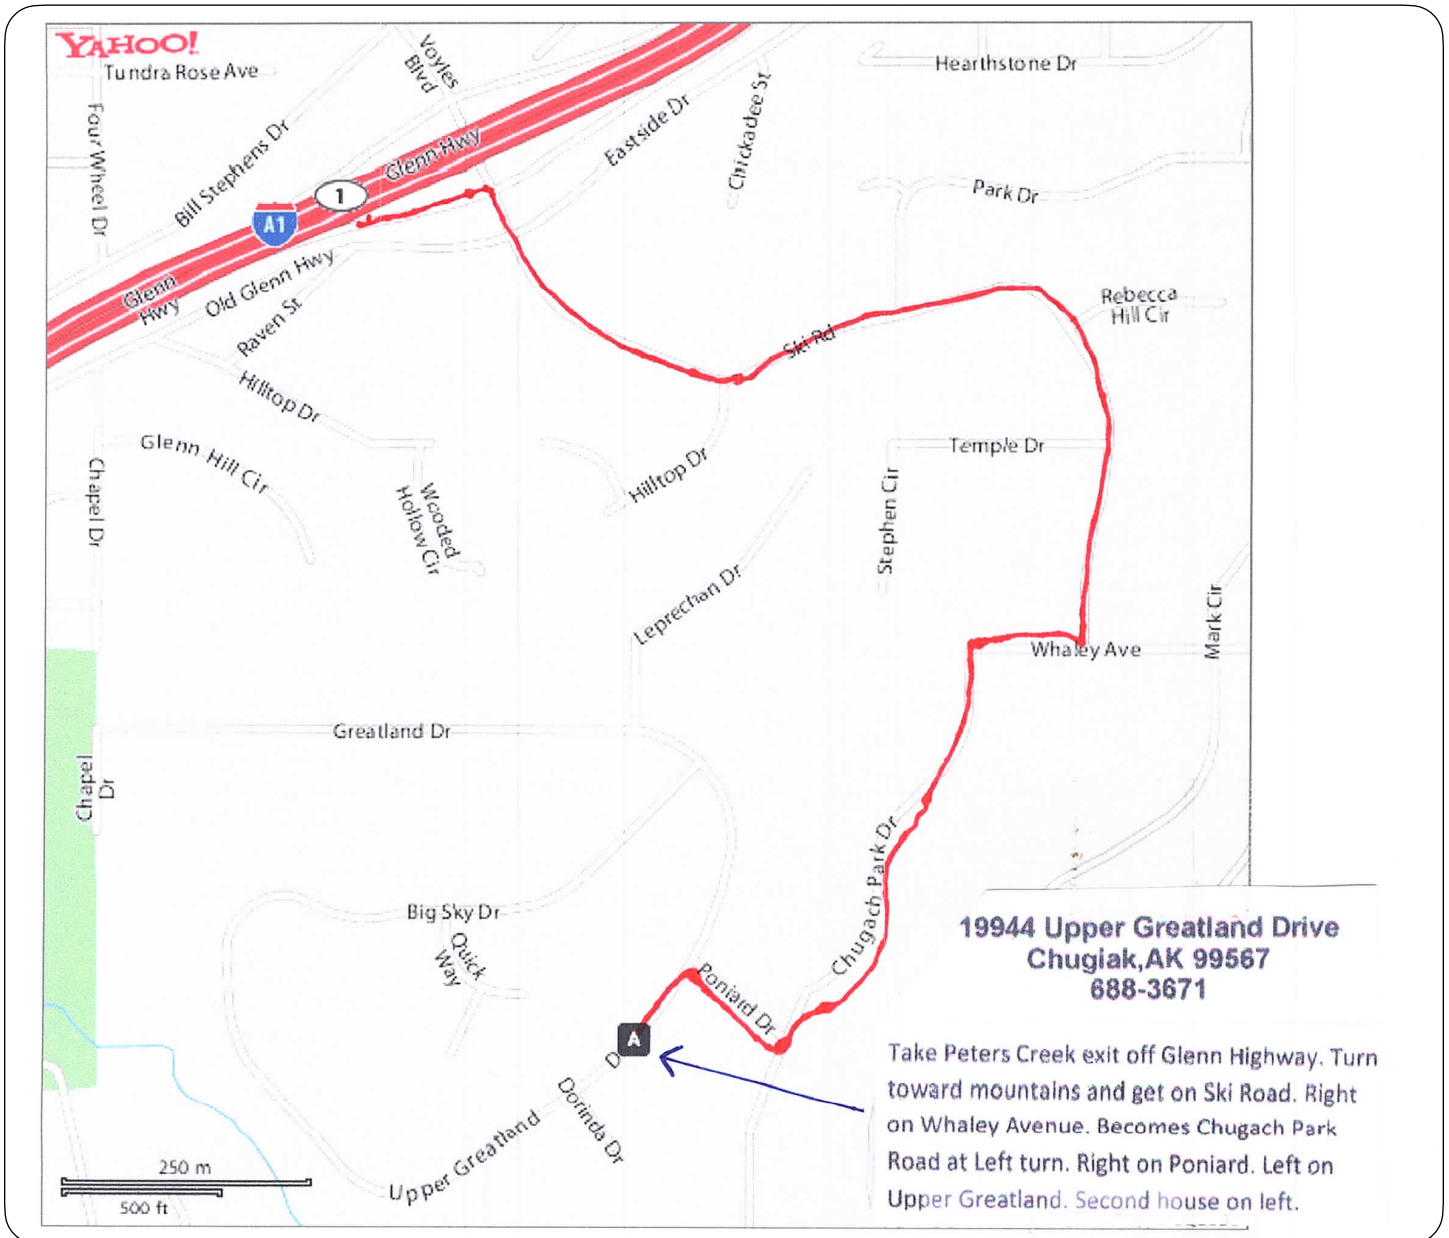 YAHOO!
Tundra Rose Ave
Voyles
Blvd
Hearthstone Dr
Four Wheel Dr
Bill Stephens Dr
Glenn Hwy
Eastside Dr
Chickadee St
Park Dr
1
A1
Glenn
Hwy
Old Glenn Hwy
Raven St
Rebecca
Hill Cir
Ski Rd
Hilltop Dr
Glenn Hill Cir
Temple Dr
Chapel Dr
Wooded
Hollow Cir
Hilltop Dr
Stephen Cir
Leprechan Dr
Mark Cir
Whaley Ave
Greatland Dr
Chapel
Dr
Chugach Park Dr
Big Sky Dr
Quick
Way
Poniard Dr
A
D
Dorinda Dr
Upper Greatland
250 m
500 ft
19944 Upper Greatland Drive
Chugiak,AK 99567
688-3671
Take Peters Creek exit off Glenn Highway. Turn
toward mountains and get on Ski Road. Right
on Whaley Avenue. Becomes Chugach Park
Road at Left turn. Right on Poniard. Left on
Upper Greatland. Second house on left.